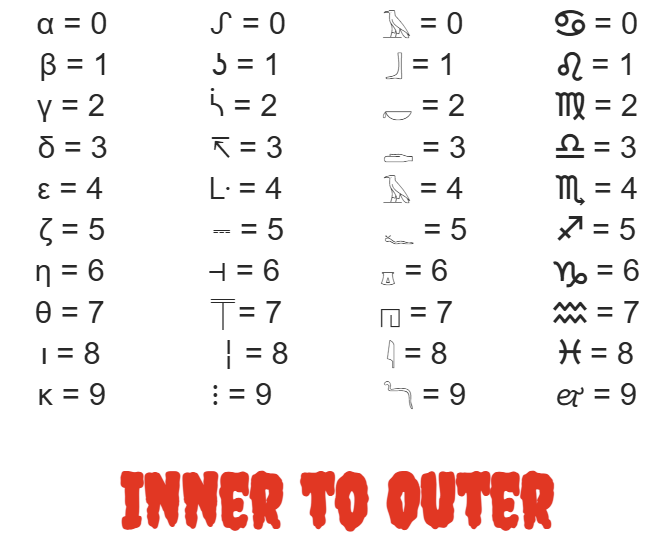 α = 0 ᔑ = 0 𓄿 = 0 ♋ = 0
β = 1 ʖ = 1 𓃀 = 1 ♌ = 1
γ = 2 ᓵ = 2 𓎡 = 2 ♍ = 2
δ = 3 ↸ = 3 𓂧 = 3 ♎ = 3
ε = 4 ᒷ = 4 𓄿 = 4 ♏ = 4
ζ = 5 ⎓ = 5 𓆑 = 5 ♐ = 5
η = 6 ⊣ = 6 𓎼 = 6 ♑ = 6
θ = 7 ⍑ = 7 𓉔 = 7 ♒ = 7
ι = 8 ╎ = 8 𓇋 = 8 ♓ = 8
κ = 9 ⋮ = 9 𓆓 = 9 🙰 = 9
INNER TO OUTER